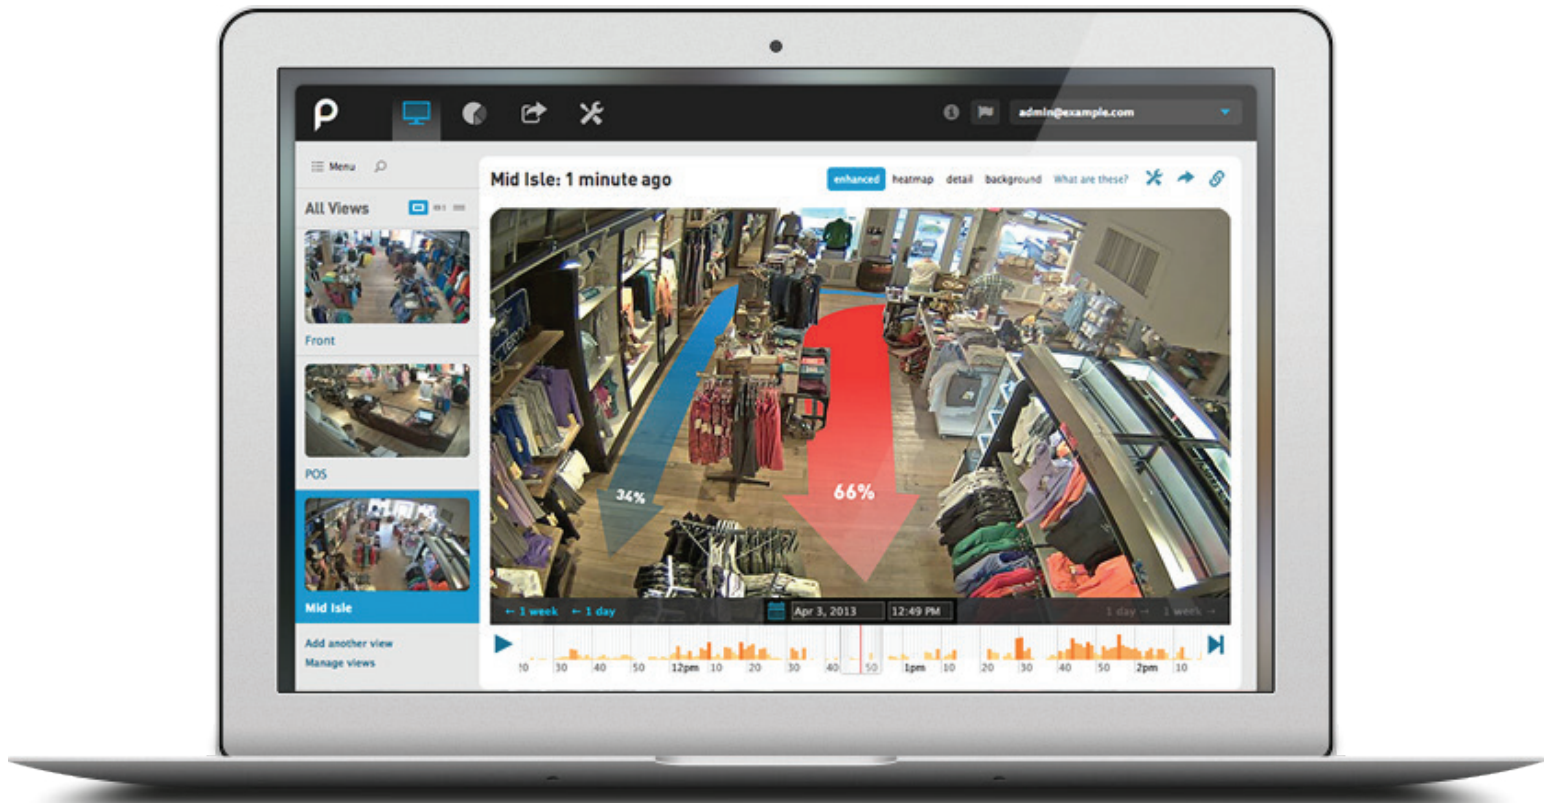 admin@example.com
Menu
All Views
Front
POS
Mid Isle
Add another view
Manage views
Mid Isle: 1 minute ago
enhanced heatmap detail background What are these?
34%
66%
← 1 week ← 1 day Apr 3, 2013 12:49 PM 1 day → 1 week →
30 40 50 12pm 10 20 30 40 50 1pm 10 20 30 40 50 2pm 10